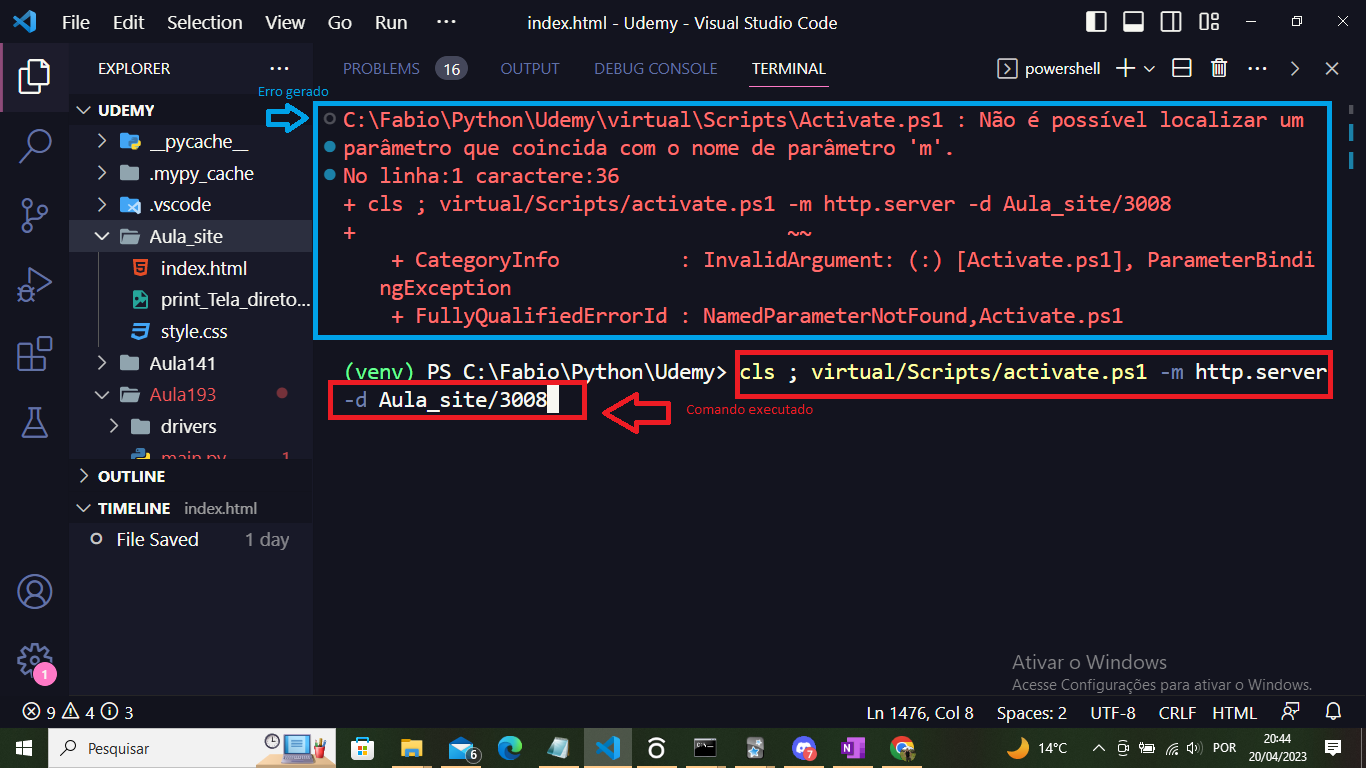 File Edit Selection View Go Run ··· index.html - Udemy - Visual Studio Code
EXPLORER ···
PROBLEMS 16 OUTPUT DEBUG CONSOLE TERMINAL powershell ···
Erro gerado
UDEMY
__pycache__
.mypy_cache
.vscode
Aula_site
index.html
print_Tela_direto...
style.css
Aula141
Aula193
drivers
main.py 1
OUTLINE
TIMELINE index.html
File Saved 1 day
1
C:\Fabio\Python\Udemy\virtual\Scripts\Activate.ps1 : Não é possível localizar um
parâmetro que coincida com o nome de parâmetro 'm'.
No linha:1 caractere:36
+ cls ; virtual/Scripts/activate.ps1 -m http.server -d Aula_site/3008
+ ~~
+ CategoryInfo : InvalidArgument: (:) [Activate.ps1], ParameterBindi
ngException
+ FullyQualifiedErrorId : NamedParameterNotFound,Activate.ps1
(venv) PS C:\Fabio\Python\Udemy> cls ; virtual/Scripts/activate.ps1 -m http.server
-d Aula_site/3008
Comando executado
Ativar o Windows
Acesse Configurações para ativar o Windows.
9 4 3 Ln 1476, Col 8 Spaces: 2 UTF-8 CRLF HTML
Pesquisar 6 7 14°C POR 20:44
20/04/2023